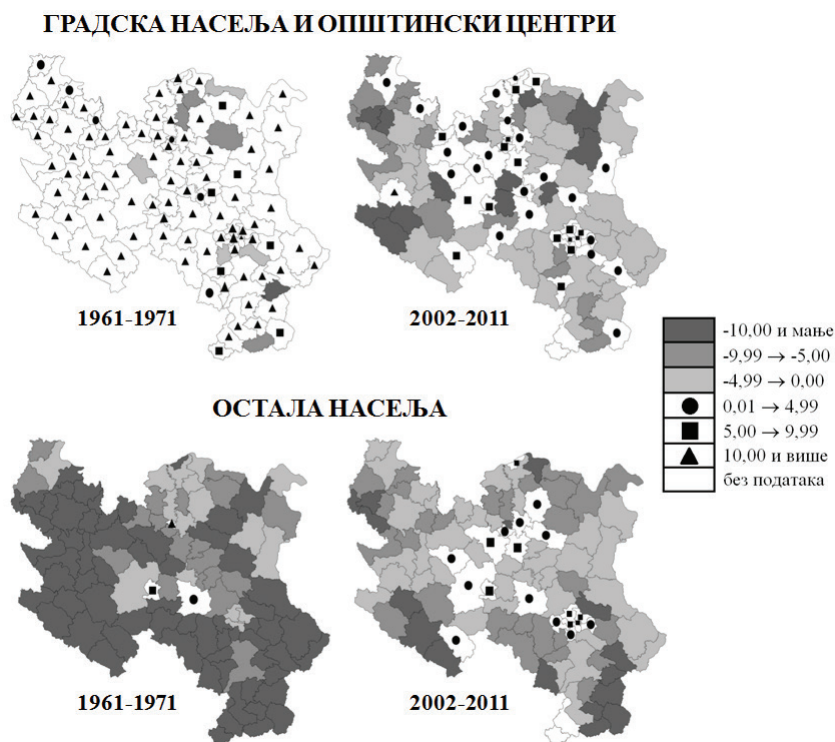 ГРАДСКА НАСЕЉА И ОПШТИНСКИ ЦЕНТРИ
1961-1971
2002-2011
-10,00 и мање
-9,99 → -5,00
-4,99 → 0,00
0,01 → 4,99
5,00 → 9,99
10,00 и више
без података
ОСТАЛА НАСЕЉА
1961-1971
2002-2011